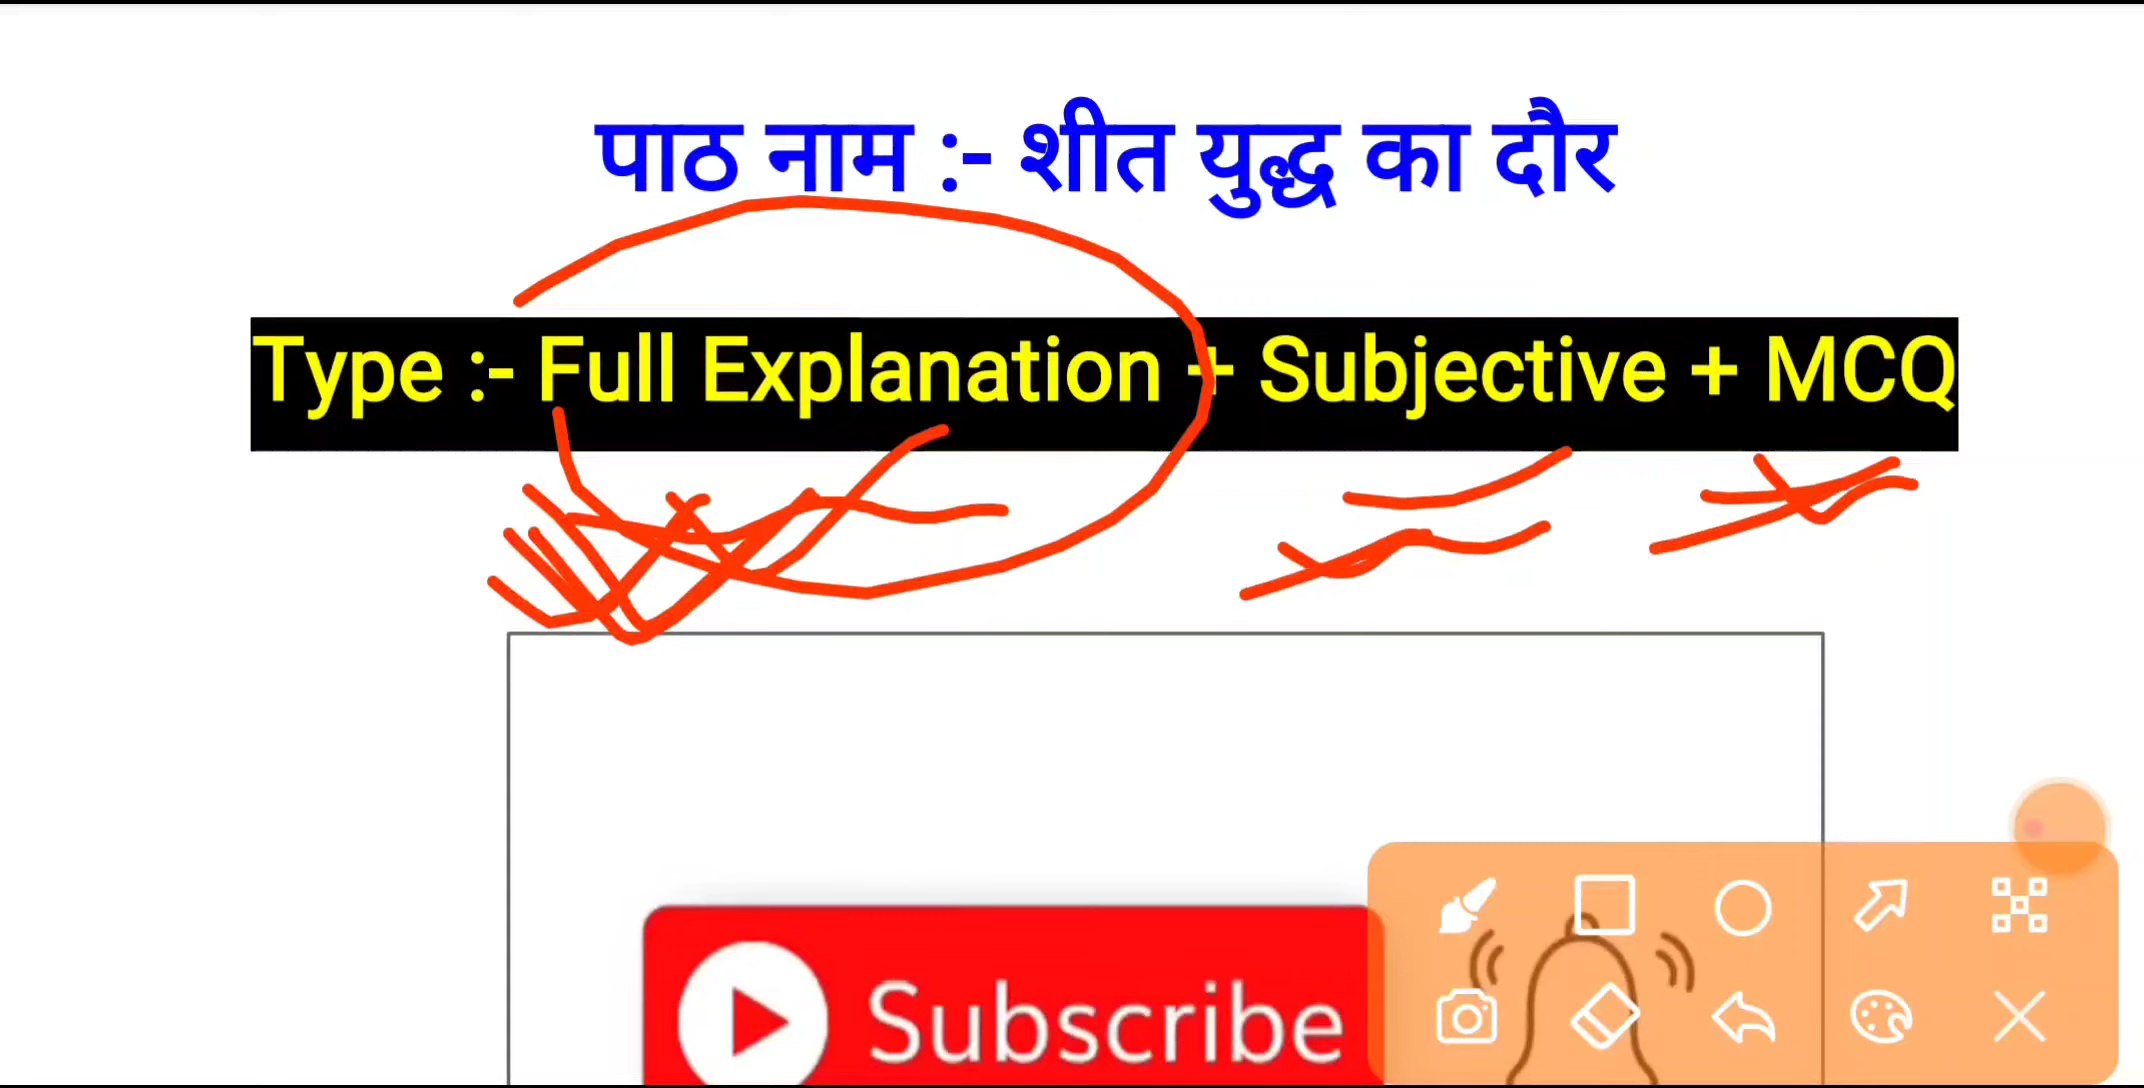 पाठ नाम :- शीत युद्ध का दौर
Type :- Full Explanation + Subjective + MCQ
Subscribe